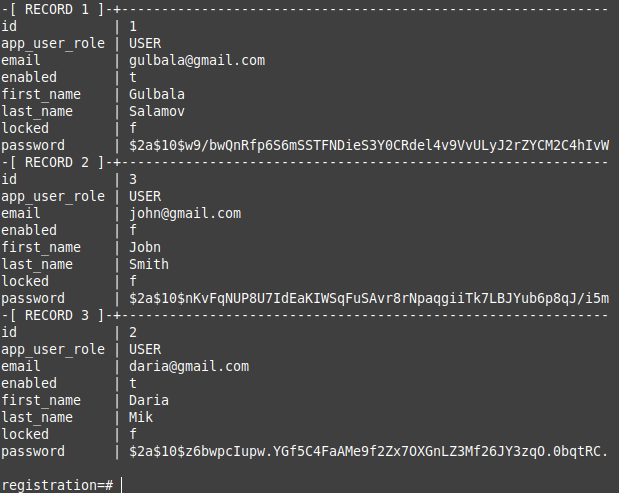 -[ RECORD 1 ]-+-------------------------------------------------------------
id            | 1
app_user_role | USER
email         | gulbala@gmail.com
enabled       | t
first_name    | Gulbala
last_name     | Salamov
locked        | f
password      | $2a$10$w9/bwQnRfp6S6mSSTFNDieS3Y0CRdel4v9VvULyJ2rZYCM2C4hIvW
-[ RECORD 2 ]-+-------------------------------------------------------------
id            | 3
app_user_role | USER
email         | john@gmail.com
enabled       | f
first_name    | Jobn
last_name     | Smith
locked        | f
password      | $2a$10$nKvFqNUP8U7IdEaKIWSqFuSAvr8rNpaqgiiTk7LBJYub6p8qJ/i5m
-[ RECORD 3 ]-+-------------------------------------------------------------
id            | 2
app_user_role | USER
email         | daria@gmail.com
enabled       | t
first_name    | Daria
last_name     | Mik
locked        | f
password      | $2a$10$z6bwpcIupw.YGf5C4FaAMe9f2Zx7OXGnLZ3Mf26JY3zqO.0bqtRC.
registration=#